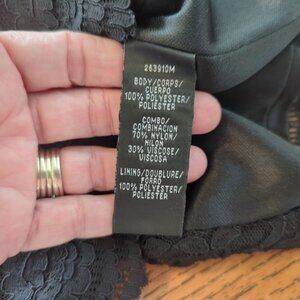 263910M
BODY/CORPS/
CUERPO
100% POLYESTER/
POLIESTER
COMBO/
COMBINACION
70% NYLON/
NILON
30% VISCOSE/
VISCOSA
LINING/DOUBLURE/
FORRO
100% POLYESTER/
POLIESTER